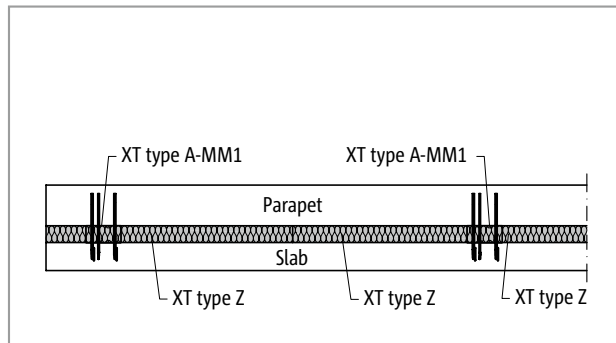 XT type A-MM1
XT type A-MM1
Parapet
Slab
XT type Z
XT type Z
XT type Z